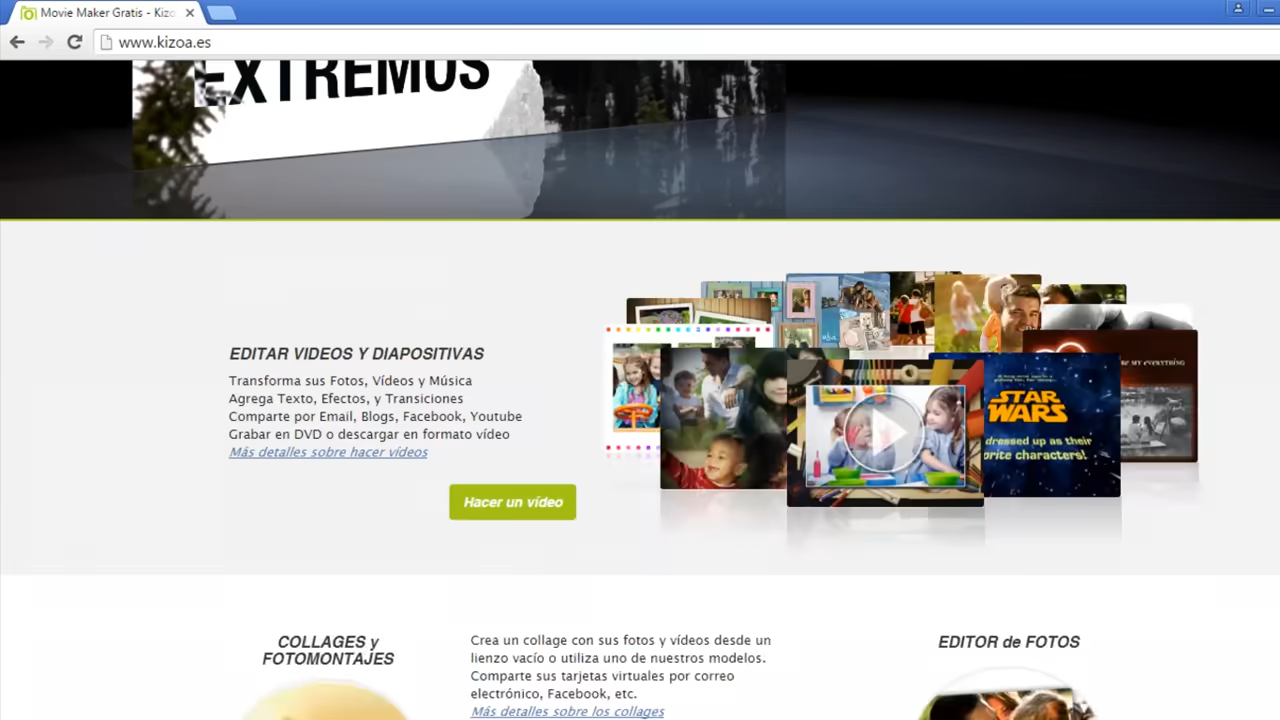 Movie Maker Gratis - Kizo
www.kizoa.es
EXTREMOS
EDITAR VIDEOS Y DIAPOSITIVAS
Transforma sus Fotos, Vídeos y Música
Agrega Texto, Efectos, y Transiciones
Comparte por Email, Blogs, Facebook, Youtube
Grabar en DVD o descargar en formato vídeo
Más detalles sobre hacer vídeos
Hacer un vídeo
STAR
WARS
dressed up as their
orite characters!
BE MY EVERYTHING
COLLAGES y
FOTOMONTAJES
Crea un collage con sus fotos y vídeos desde un
lienzo vacío o utiliza uno de nuestros modelos.
Comparte sus tarjetas virtuales por correo
electrónico, Facebook, etc.
Más detalles sobre los collages
EDITOR de FOTOS